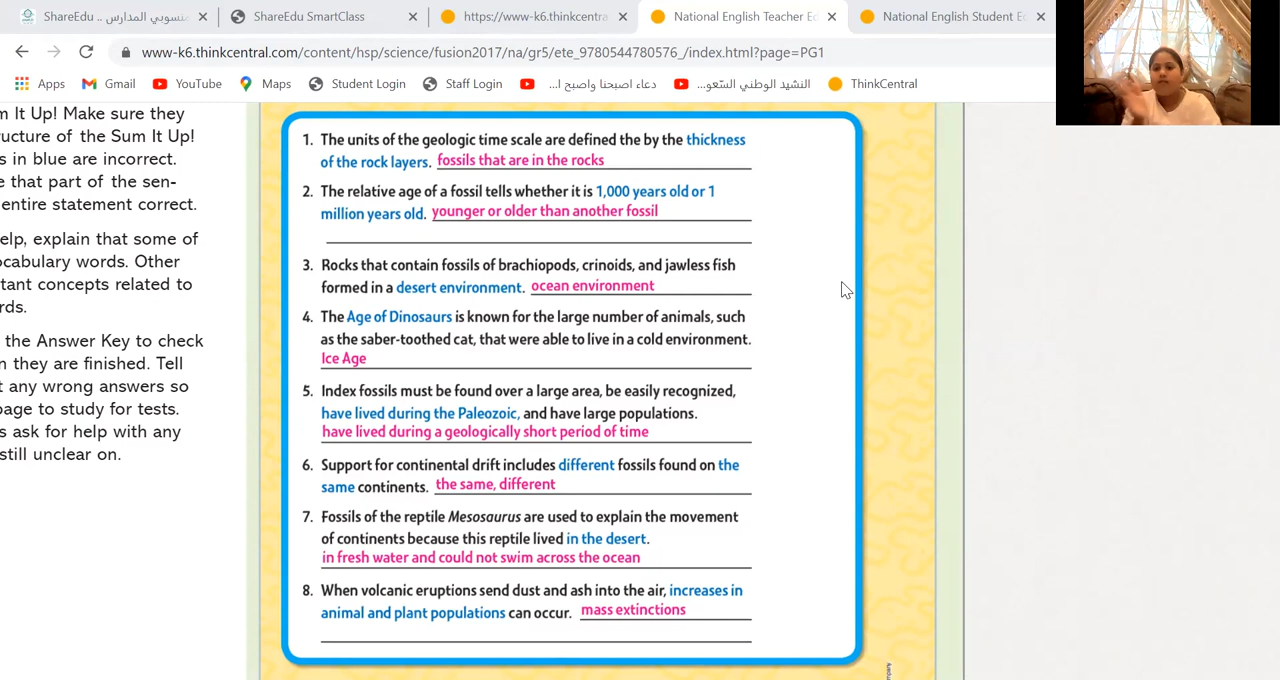 منسوبي المدارس ..
ShareEdu SmartClass
https://www-k6.thinkcentra
National English Teacher Ed
National English Student Ed
www-k6.thinkcentral.com/content/hsp/science/fusion2017/na/gr5/ete_9780544780576_/index.html?page=PG1
Apps
Gmail
YouTube
Maps
Student Login
Staff Login
دعاء اصبحنا واصبح ا...
النشيد الوطني السّعو...
ThinkCentral
m It Up! Make sure they
ructure of the Sum It Up!
s in blue are incorrect.
e that part of the sen-
entire statement correct.
elp, explain that some of
ocabulary words. Other
tant concepts related to
rds.
the Answer Key to check
n they are finished. Tell
t any wrong answers so
page to study for tests.
s ask for help with any
still unclear on.
1. The units of the geologic time scale are defined the by the thickness
of the rock layers. fossils that are in the rocks
2. The relative age of a fossil tells whether it is 1,000 years old or 1
million years old. younger or older than another fossil
3. Rocks that contain fossils of brachiopods, crinoids, and jawless fish
formed in a desert environment. ocean environment
4. The Age of Dinosaurs is known for the large number of animals, such
as the saber-toothed cat, that were able to live in a cold environment.
Ice Age
5. Index fossils must be found over a large area, be easily recognized,
have lived during the Paleozoic, and have large populations.
have lived during a geologically short period of time
6. Support for continental drift includes different fossils found on the
same continents. the same, different
7. Fossils of the reptile Mesosaurus are used to explain the movement
of continents because this reptile lived in the desert.
in fresh water and could not swim across the ocean
8. When volcanic eruptions send dust and ash into the air, increases in
animal and plant populations can occur. mass extinctions